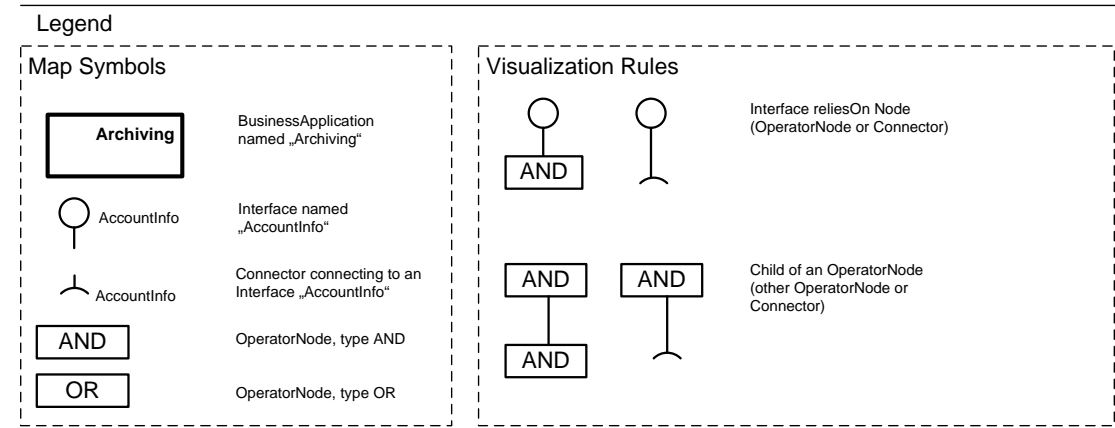 Legend
Map Symbols
Archiving
BusinessApplication
named „Archiving“
AccountInfo
Interface named
„AccountInfo“
AccountInfo
Connector connecting to an
Interface „AccountInfo“
AND
OperatorNode, type AND
OR
OperatorNode, type OR
Visualization Rules
AND
Interface reliesOn Node
(OperatorNode or Connector)
AND
AND
AND
Child of an OperatorNode
(other OperatorNode or
Connector)